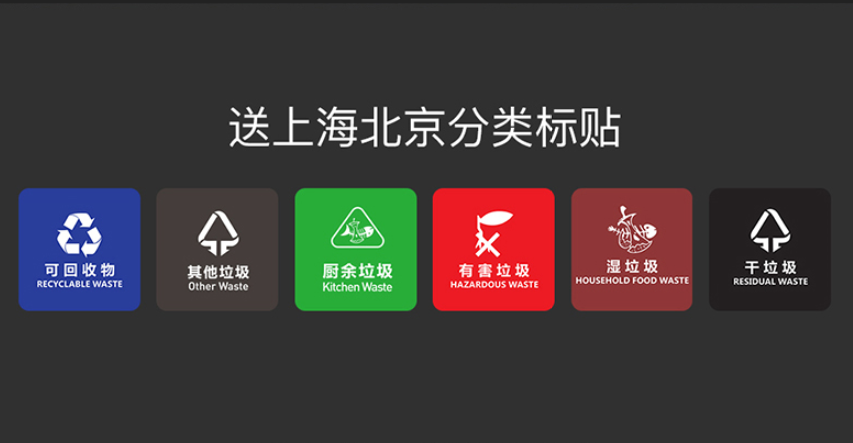 送上海北京分类标贴
可回收物
RECYCLABLE WASTE
其他垃圾
Other Waste
厨余垃圾
Kitchen Waste
有害垃圾
HAZARDOUS WASTE
湿垃圾
HOUSEHOLD FOOD WASTE
干垃圾
RESIDUAL WASTE